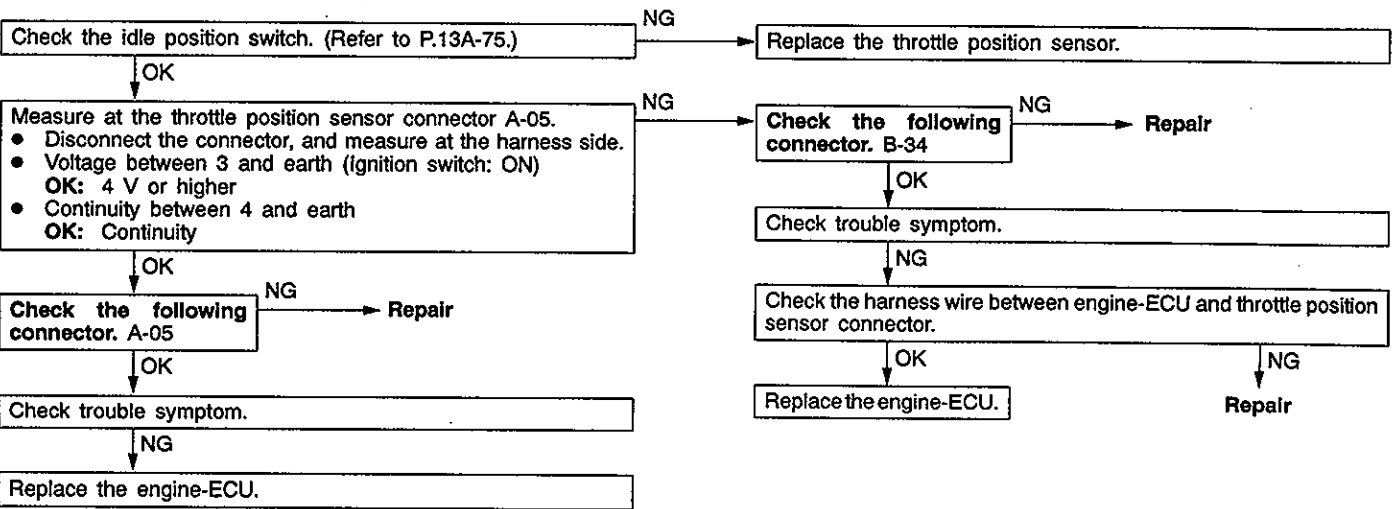 Check the idle position switch. (Refer to P.13A-75.)
NG
Replace the throttle position sensor.
OK
Measure at the throttle position sensor connector A-05.
● Disconnect the connector, and measure at the harness side.
● Voltage between 3 and earth (Ignition switch: ON)
OK: 4 V or higher
● Continuity between 4 and earth
OK: Continuity
NG
Check the following
connector. B-34
NG
Repair
OK
Check trouble symptom.
NG
Check the harness wire between engine-ECU and throttle position
sensor connector.
OK
Replace the engine-ECU.
NG
Repair
OK
Check the following
connector. A-05
NG
Repair
OK
Check trouble symptom.
NG
Replace the engine-ECU.